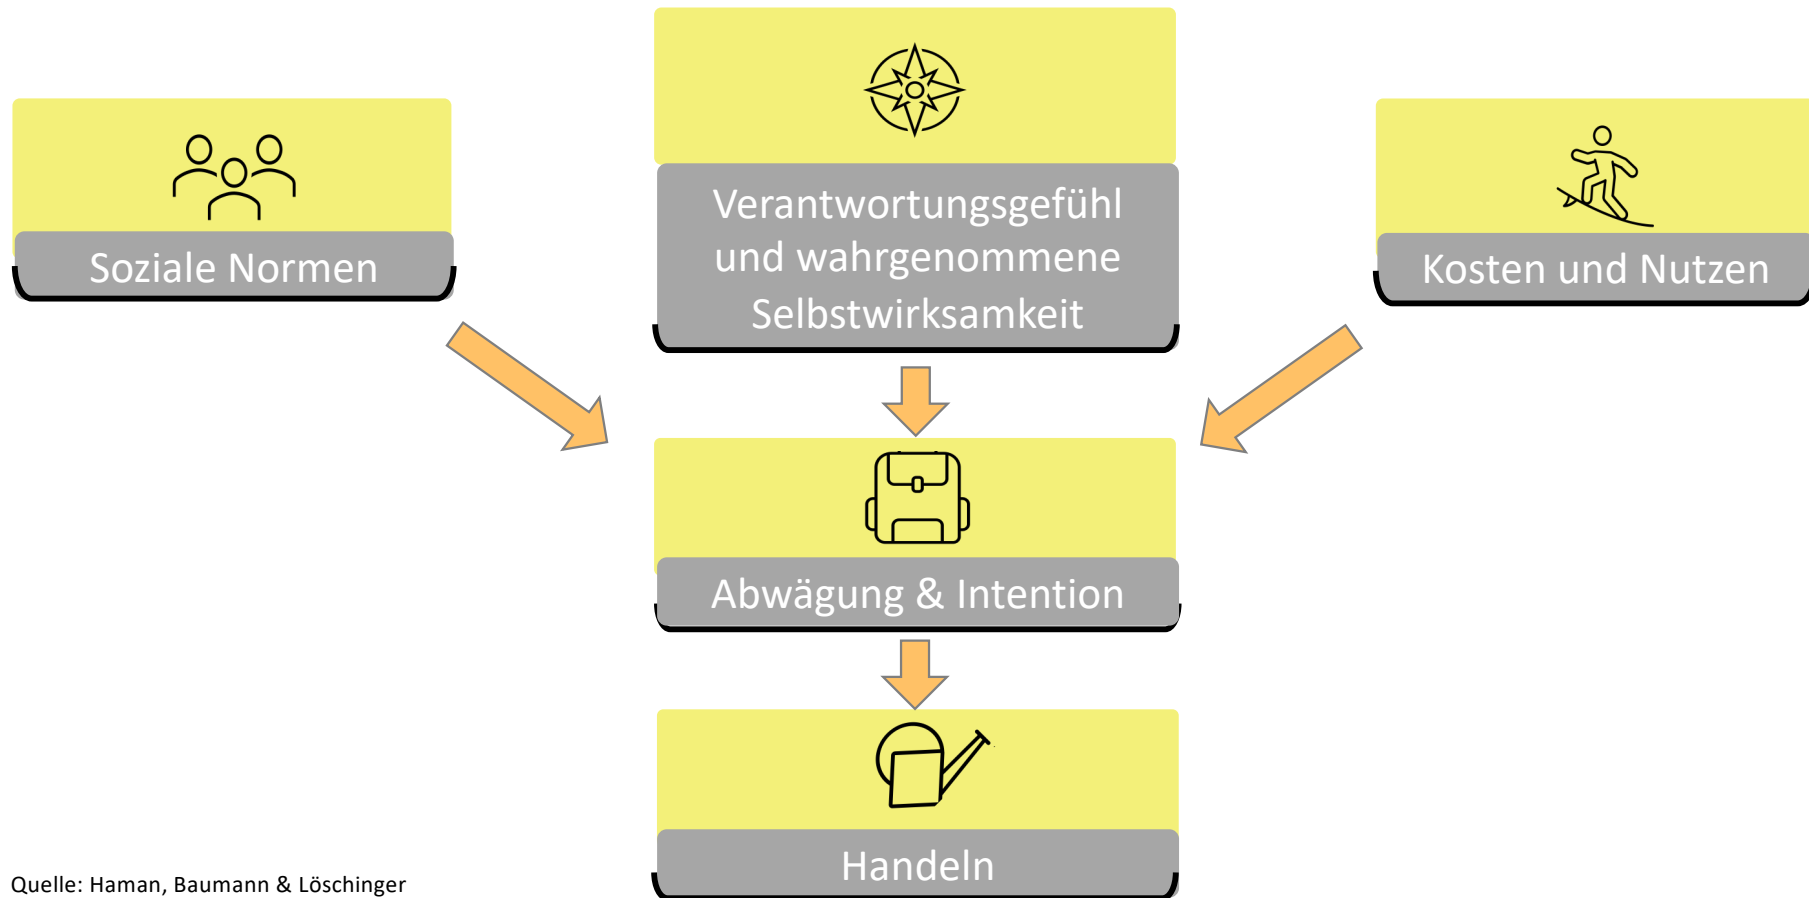 Soziale Normen
Verantwortungsgefühl
und wahrgenommene
Selbstwirksamkeit
Kosten und Nutzen
Abwägung & Intention
Handeln
Quelle: Haman, Baumann & Löschinger